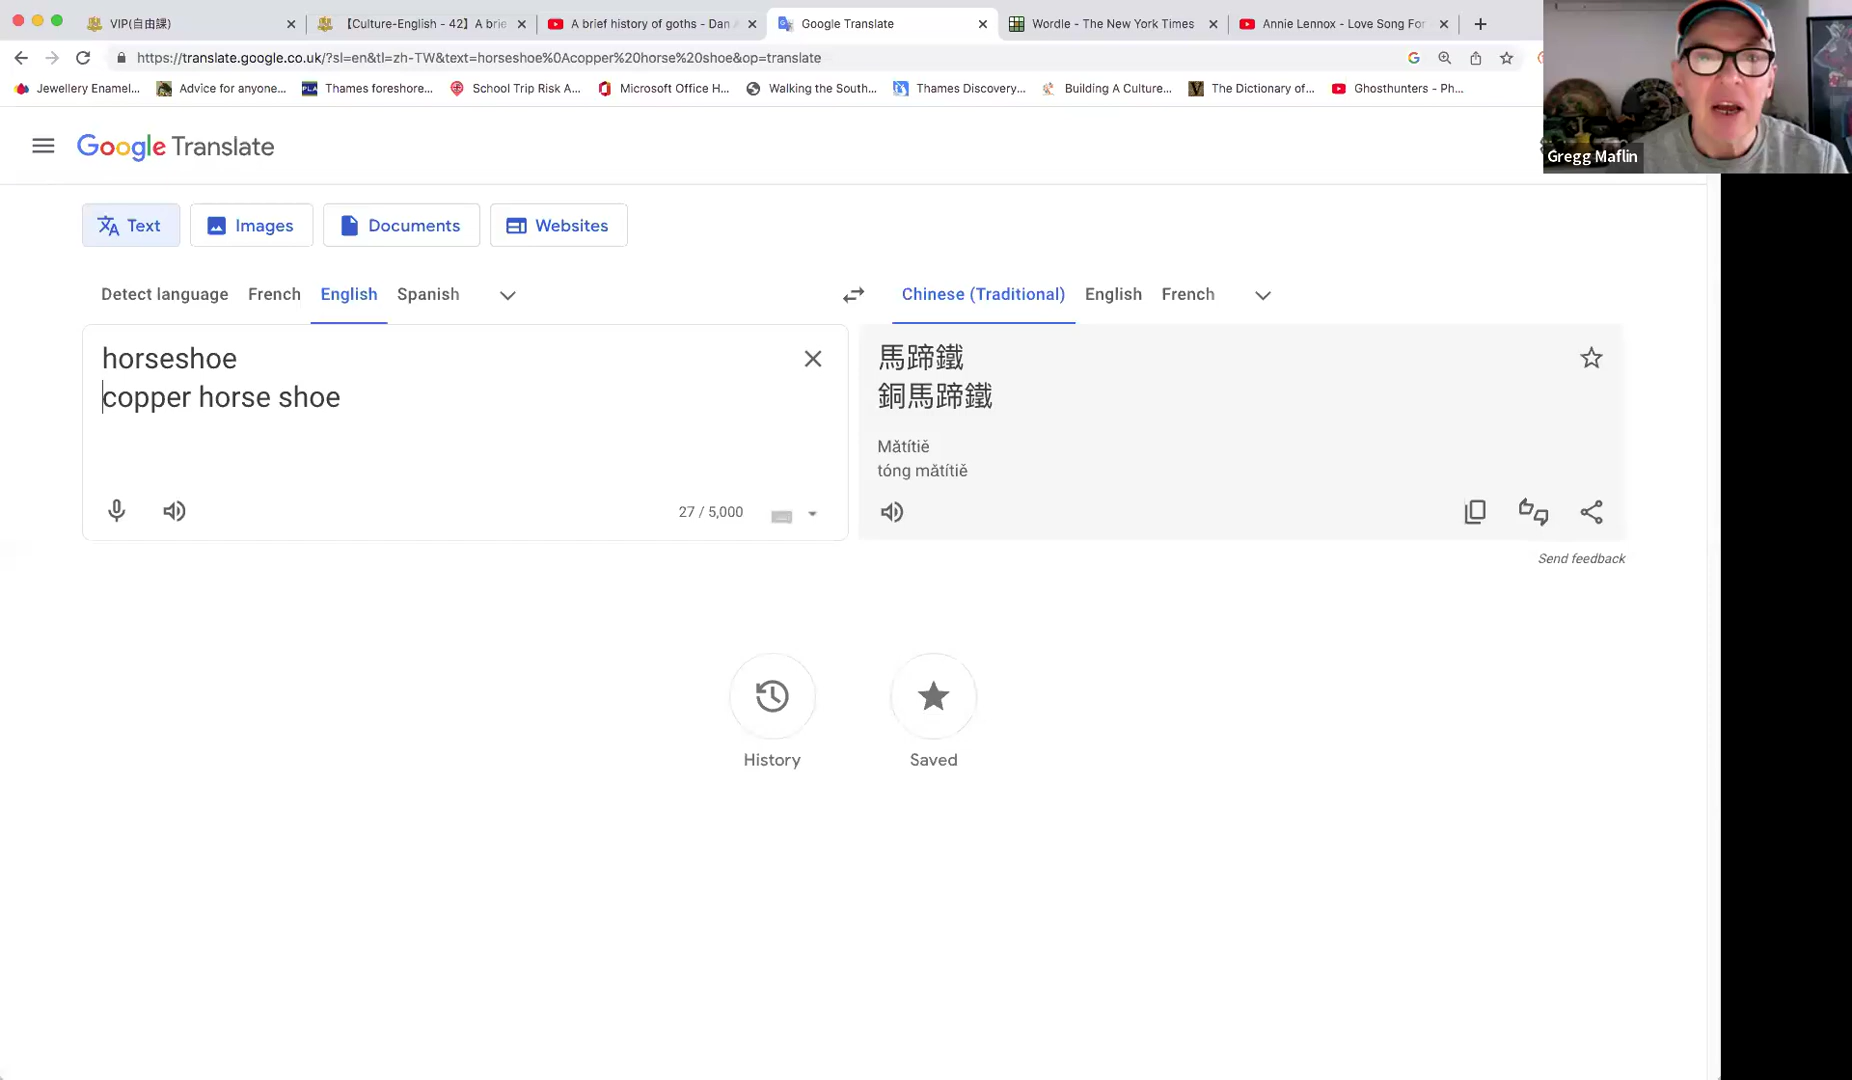 VIP(自由課)
【Culture-English - 42】A brie
A brief history of goths - Dan A
Google Translate
Wordle - The New York Times
Annie Lennox - Love Song For
https://translate.google.co.uk/?sl=en&tl=zh-TW&text=horseshoe%0Acopper%20horse%20shoe&op=translate
Jewellery Enamel...
Advice for anyone...
PLA
Thames foreshore...
School Trip Risk A...
Microsoft Office H...
Walking the South...
Thames Discovery...
Building A Culture...
The Dictionary of...
Ghosthunters - Ph...
Gregg Maflin
Google Translate
Text
Images
Documents
Websites
Detect language
French
English
Spanish
Chinese (Traditional)
English
French
horseshoe
copper horse shoe
27 / 5,000
馬蹄鐵
銅馬蹄鐵
Mǎtítiě
tóng mǎtítiě
Send feedback
History
Saved